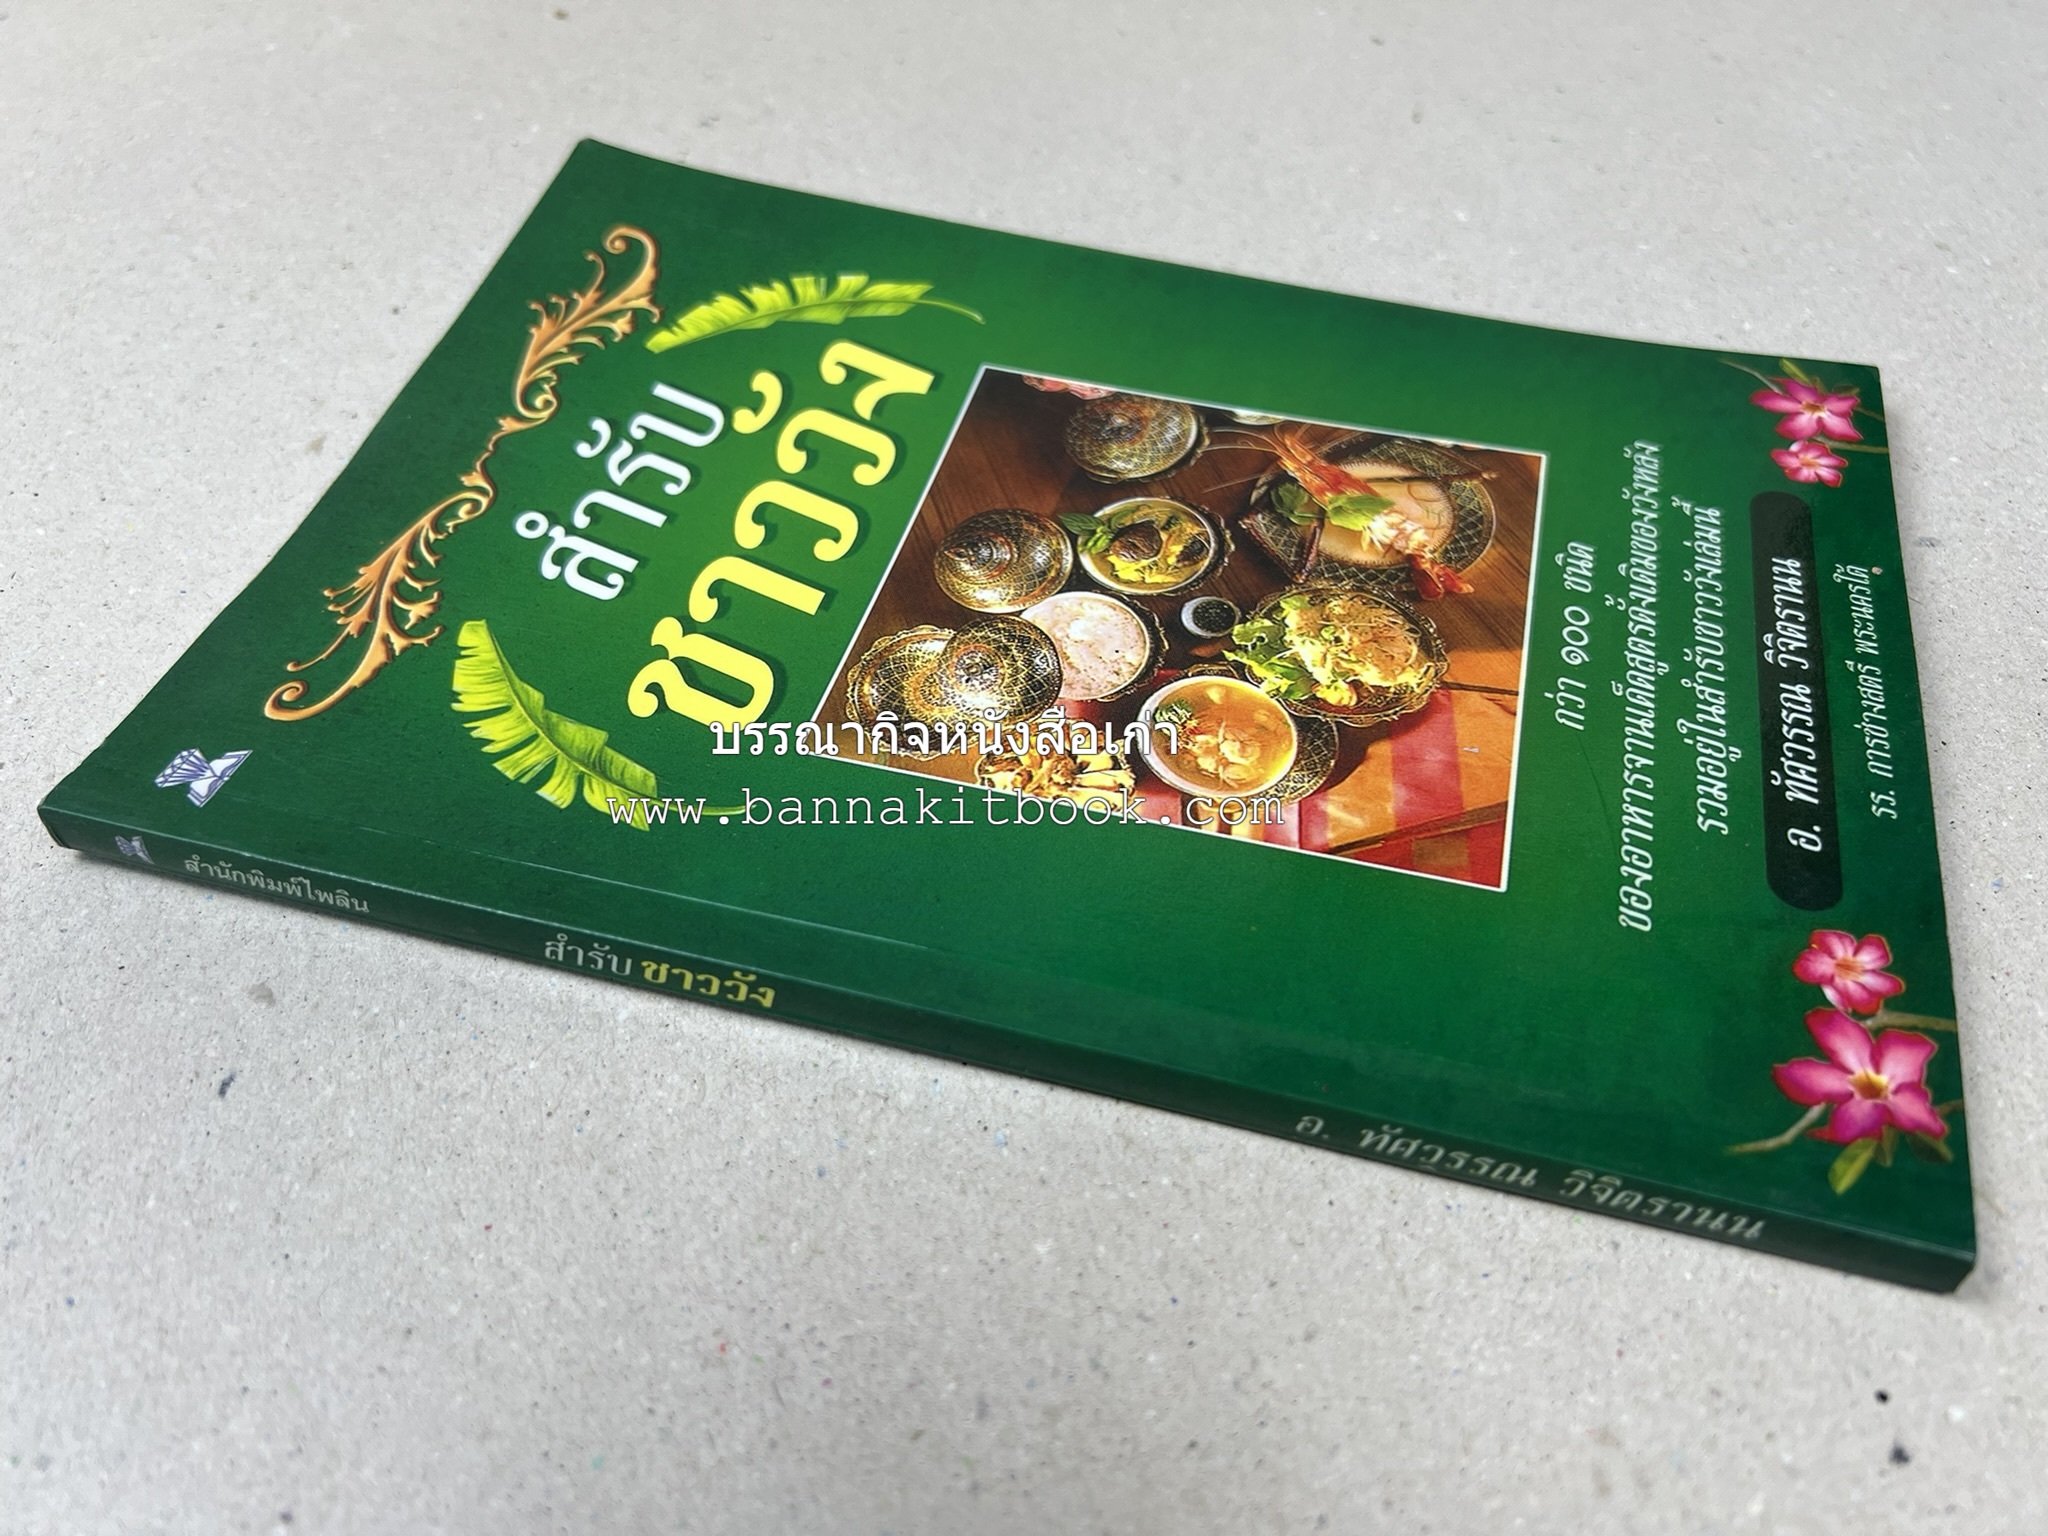 สำรับ
ชาววัง
กว่า ๑๐๐ ชนิด
ของอาหารจานเด็ดสูตรดั้งเดิมของวังหลัง
รวมอยู่ในสำรับชาววังเล่มนี้
อ. ทัศวรรณ วิจิตรานน
รร. การช่างสตรี พระนครใต้
สำนักพิมพ์ไพลิน
สำรับ ชาววัง
อ. ทัศวรรณ วิจิตรานน
บรรณากิจหนังสือเก่า
www.bannakitbook.com